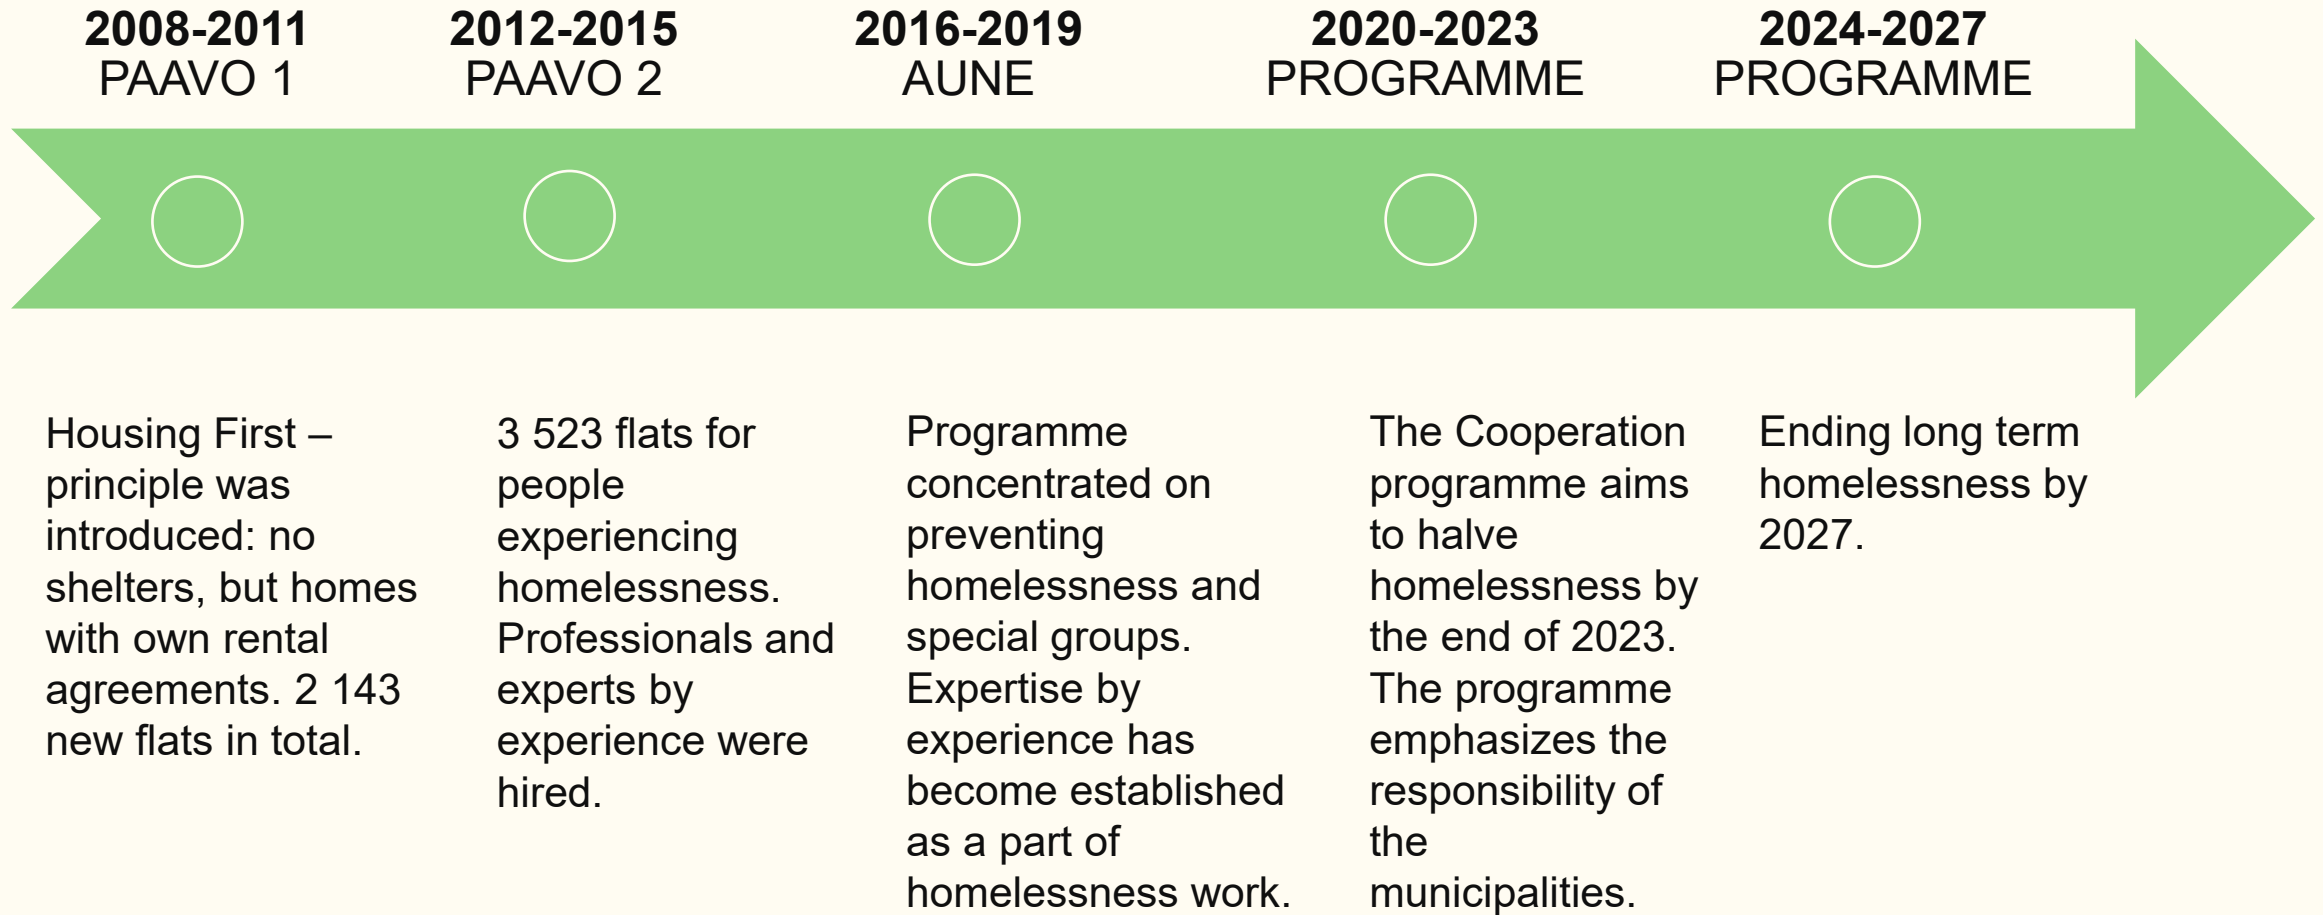 2008-2011
PAAVO 1
2012-2015
PAAVO 2
2016-2019
AUNE
2020-2023
PROGRAMME
2024-2027
PROGRAMME
Housing First –
principle was
introduced: no
shelters, but homes
with own rental
agreements. 2 143
new flats in total.
3 523 flats for
people
experiencing
homelessness.
Professionals and
experts by
experience were
hired.
Programme
concentrated on
preventing
homelessness and
special groups.
Expertise by
experience has
become established
as a part of
homelessness work.
The Cooperation
programme aims
to halve
homelessness by
the end of 2023.
The programme
emphasizes the
responsibility of
the
municipalities.
Ending long term
homelessness by
2027.